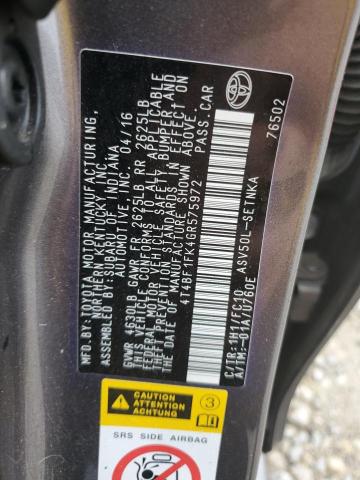 MFD.BY: TOYOTA MOTOR MANUFACTURING,
NORTHERN KENTUCKY, INC.
ASSEMBLED BY: SUBARU OF INDIANA
AUTOMOTIVE, INC. 04/16
GVWR 4530LB GAWR FR 2625LB RR 2625LB
THIS VEHICLE CONFORMS TO ALL APPLICABLE
FEDERAL MOTOR VEHICLE SAFETY, BUMPER, AND
THEFT PREVENTION STANDARDS IN EFFECT ON
THE DATE OF MANUFACTURE SHOWN ABOVE.
4T4BF1FK4GR575972 PASS.CAR
C/TR:1H1/FC10 ASV50L-SETNKA
A/TM:-01A/U760E 76502
TOYOTA
ATTENTION
ACHTUNG
3
SRS SIDE AIRBAG